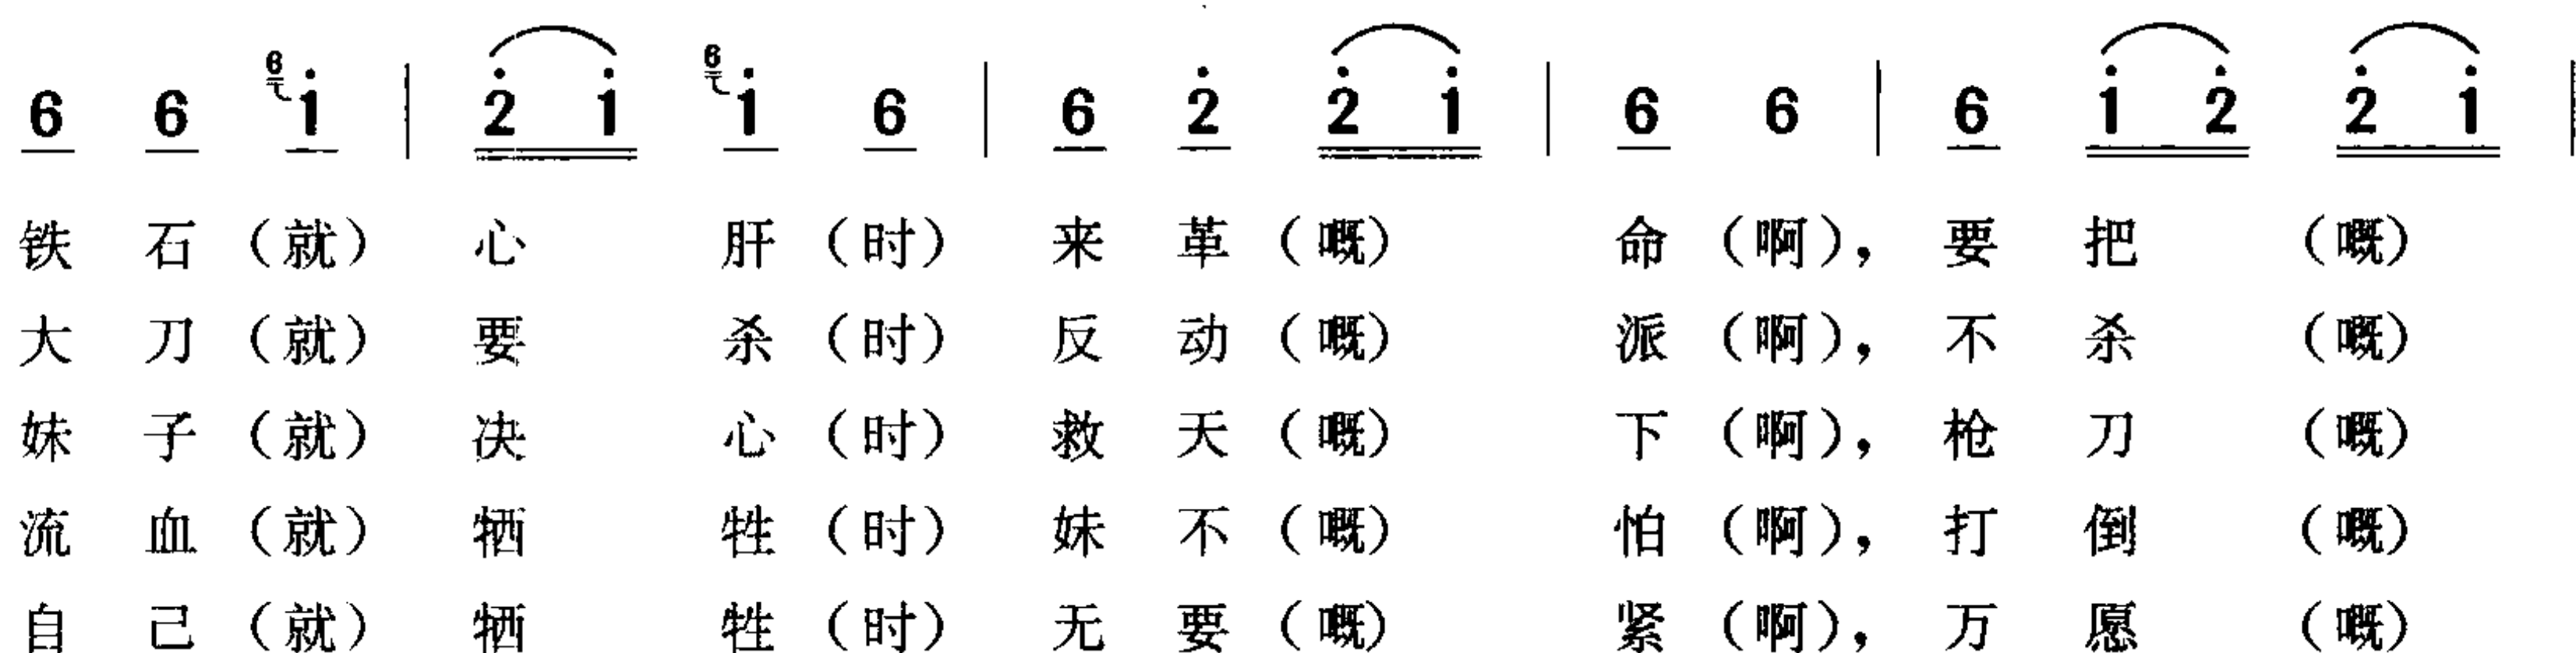 6 6 ⁶1̇ | 2̇ 1̇ ⁶1̇ 6 | 6 2̇ 2̇ 1̇ | 6 6 | 6 1̇ 2̇ 2̇ 1̇ |
铁 石（就）心 肝（时）来 革（嘅）命（啊），要 把（嘅）
大 刀（就）要 杀（时）反 动（嘅）派（啊），不 杀（嘅）
妹 子（就）决 心（时）救 天（嘅）下（啊），枪 刀（嘅）
流 血（就）牺 牲（时）妹 不（嘅）怕（啊），打 倒（嘅）
自 己（就）牺 牲（时）无 要（嘅）紧（啊），万 愿（嘅）